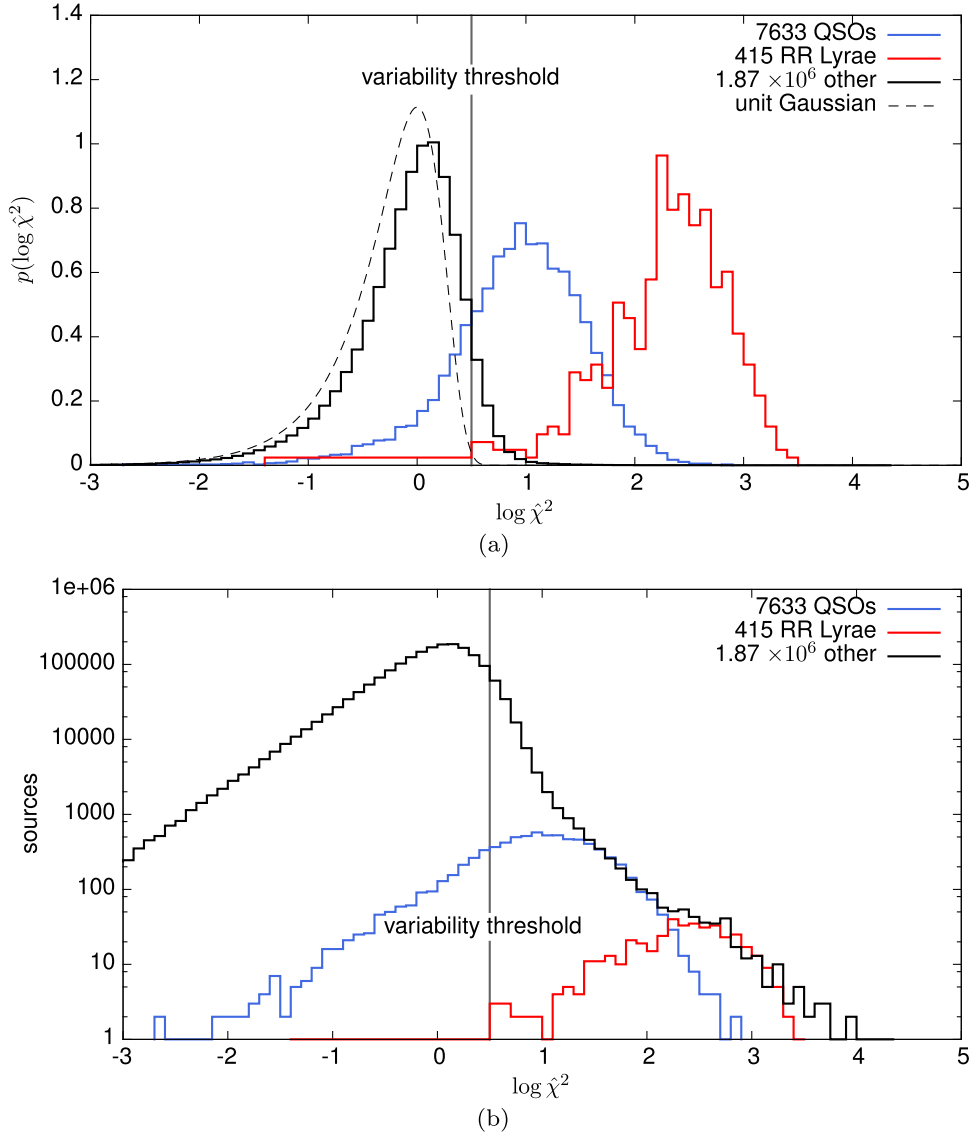 1.4
1.2
1
0.8
0.6
0.4
0.2
0
p(log χ̂²)
7633 QSOs
415 RR Lyrae
1.87 ×10⁶ other
unit Gaussian
variability threshold
-3 -2 -1 0 1 2 3 4 5
log χ̂²
(a)
1e+06
100000
10000
1000
100
10
1
sources
7633 QSOs
415 RR Lyrae
1.87 ×10⁶ other
variability threshold
-3 -2 -1 0 1 2 3 4 5
log χ̂²
(b)